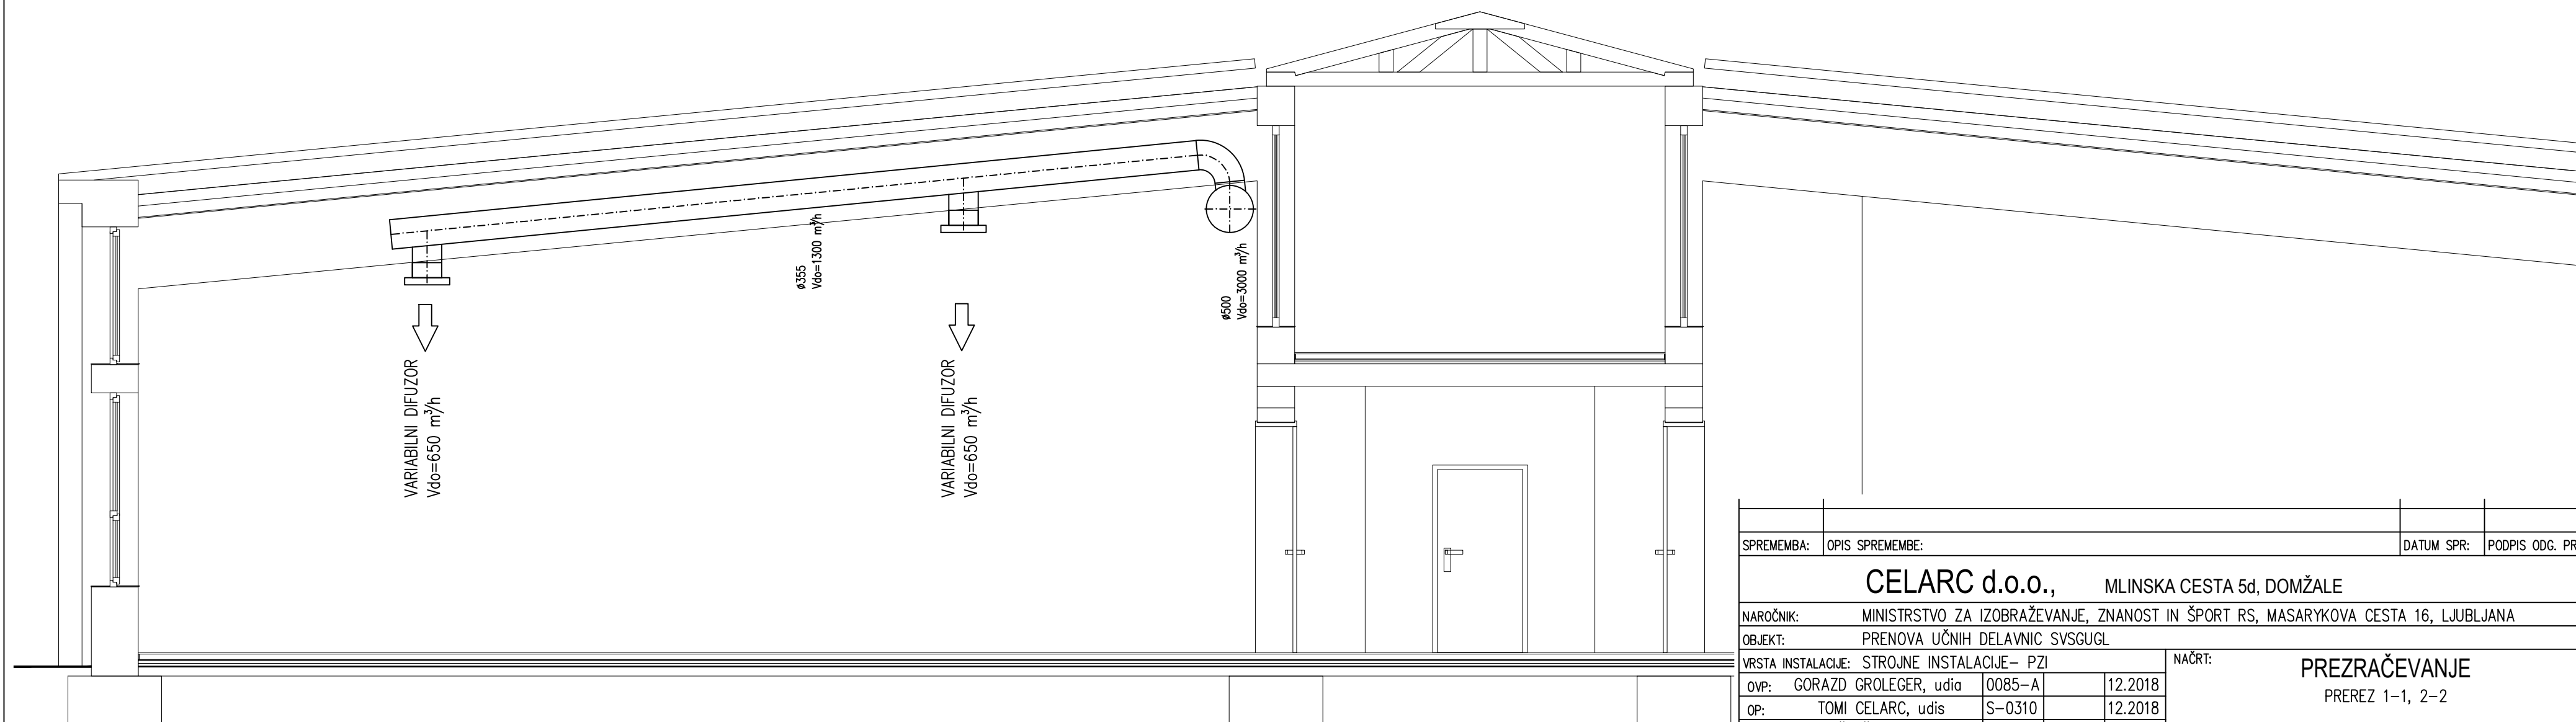 ø355
Vdo=1300 m³/h
ø500
Vdo=3000 m³/h
VARIABILNI DIFUZOR
Vdo=650 m³/h
VARIABILNI DIFUZOR
Vdo=650 m³/h
SPREMEMBA: OPIS SPREMEMBE: DATUM SPR: PODPIS ODG. PR
CELARC d.o.o., MLINSKA CESTA 5d, DOMŽALE
NAROČNIK: MINISTRSTVO ZA IZOBRAŽEVANJE, ZNANOST IN ŠPORT RS, MASARYKOVA CESTA 16, LJUBLJANA
OBJEKT: PRENOVA UČNIH DELAVNIC SVSGUGL
VRSTA INSTALACIJE: STROJNE INSTALACIJE- PZI
NAČRT: PREZRAČEVANJE
PREREZ 1-1, 2-2
OVP: GORAZD GROLEGER, udia 0085-A 12.2018
OP: TOMI CELARC, udis S-0310 12.2018